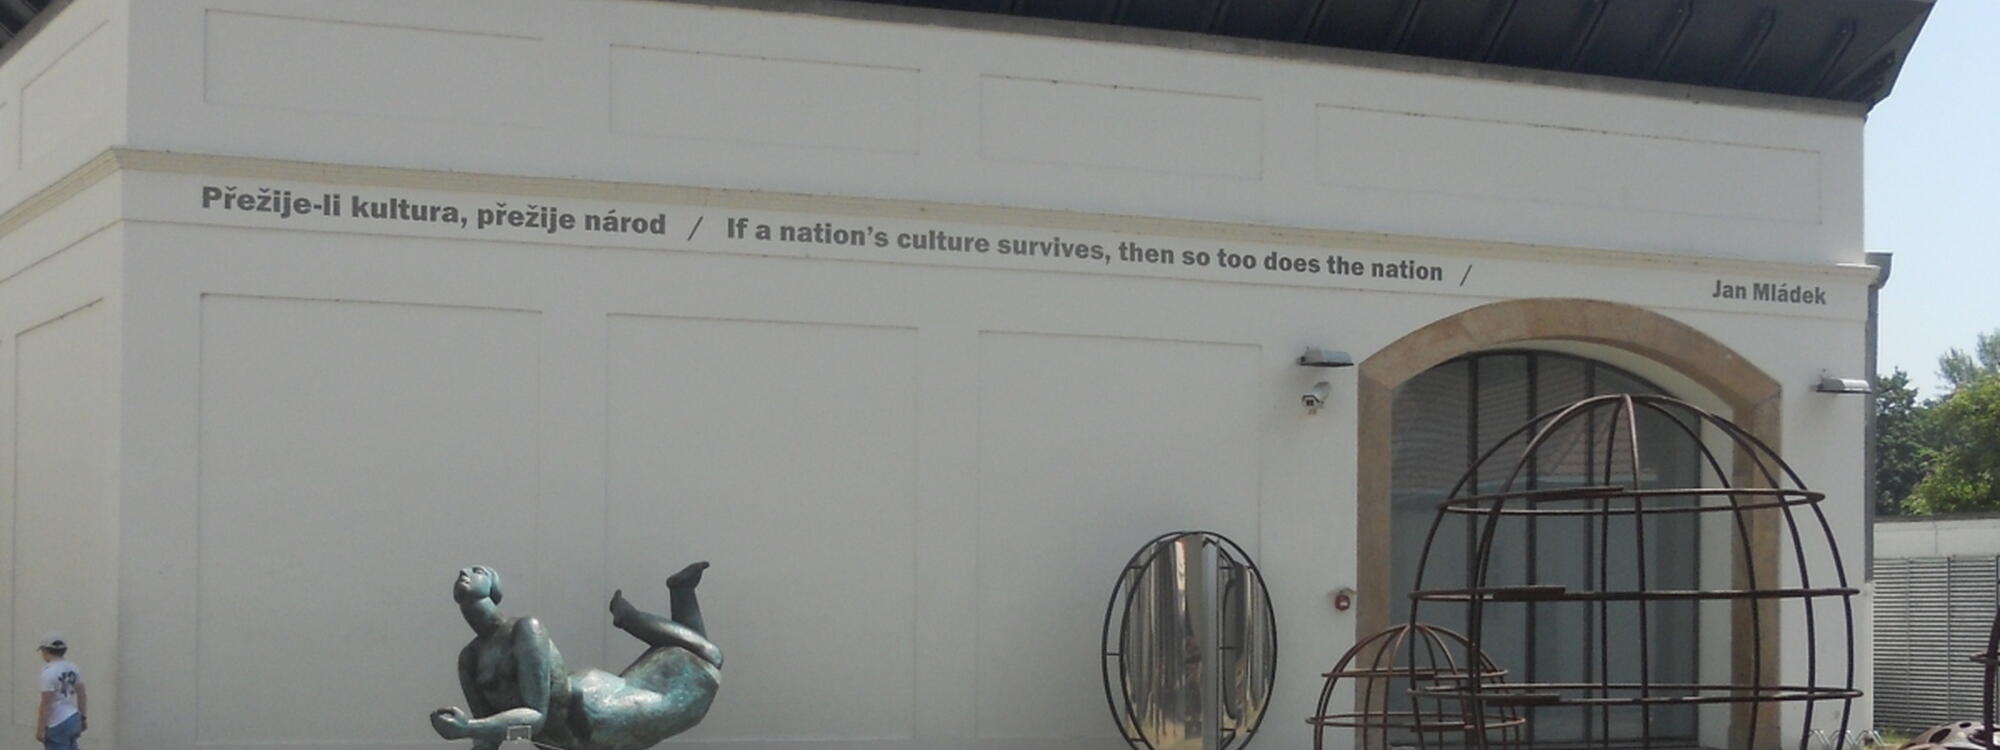 Přežije-li kultura, přežije národ / If a nation's culture survives, then so too does the nation /
Jan Mládek